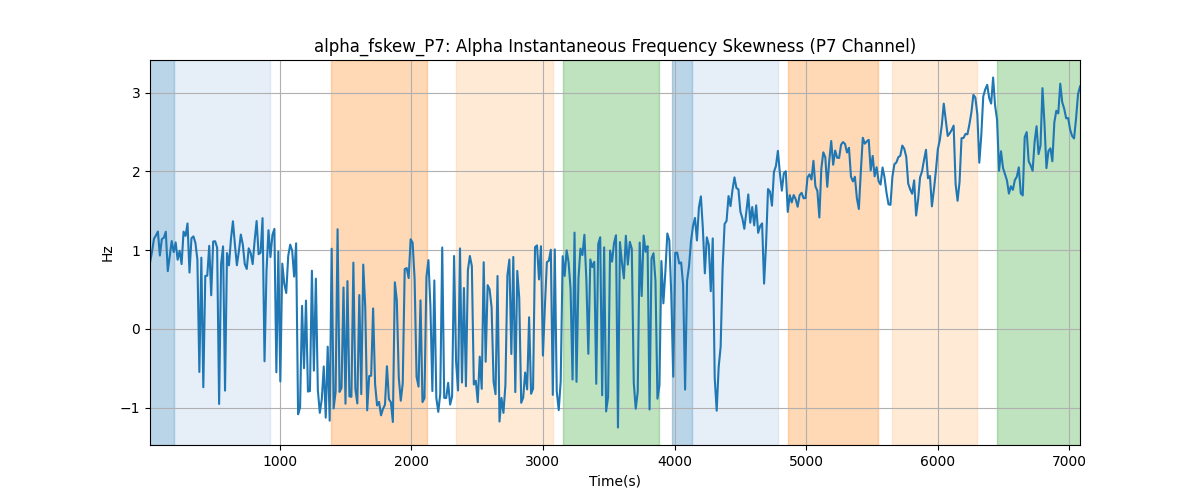 alpha_fskew_P7: Alpha Instantaneous Frequency Skewness (P7 Channel)
Hz
3
2
1
0
−1
1000 2000 3000 4000 5000 6000 7000
Time(s)